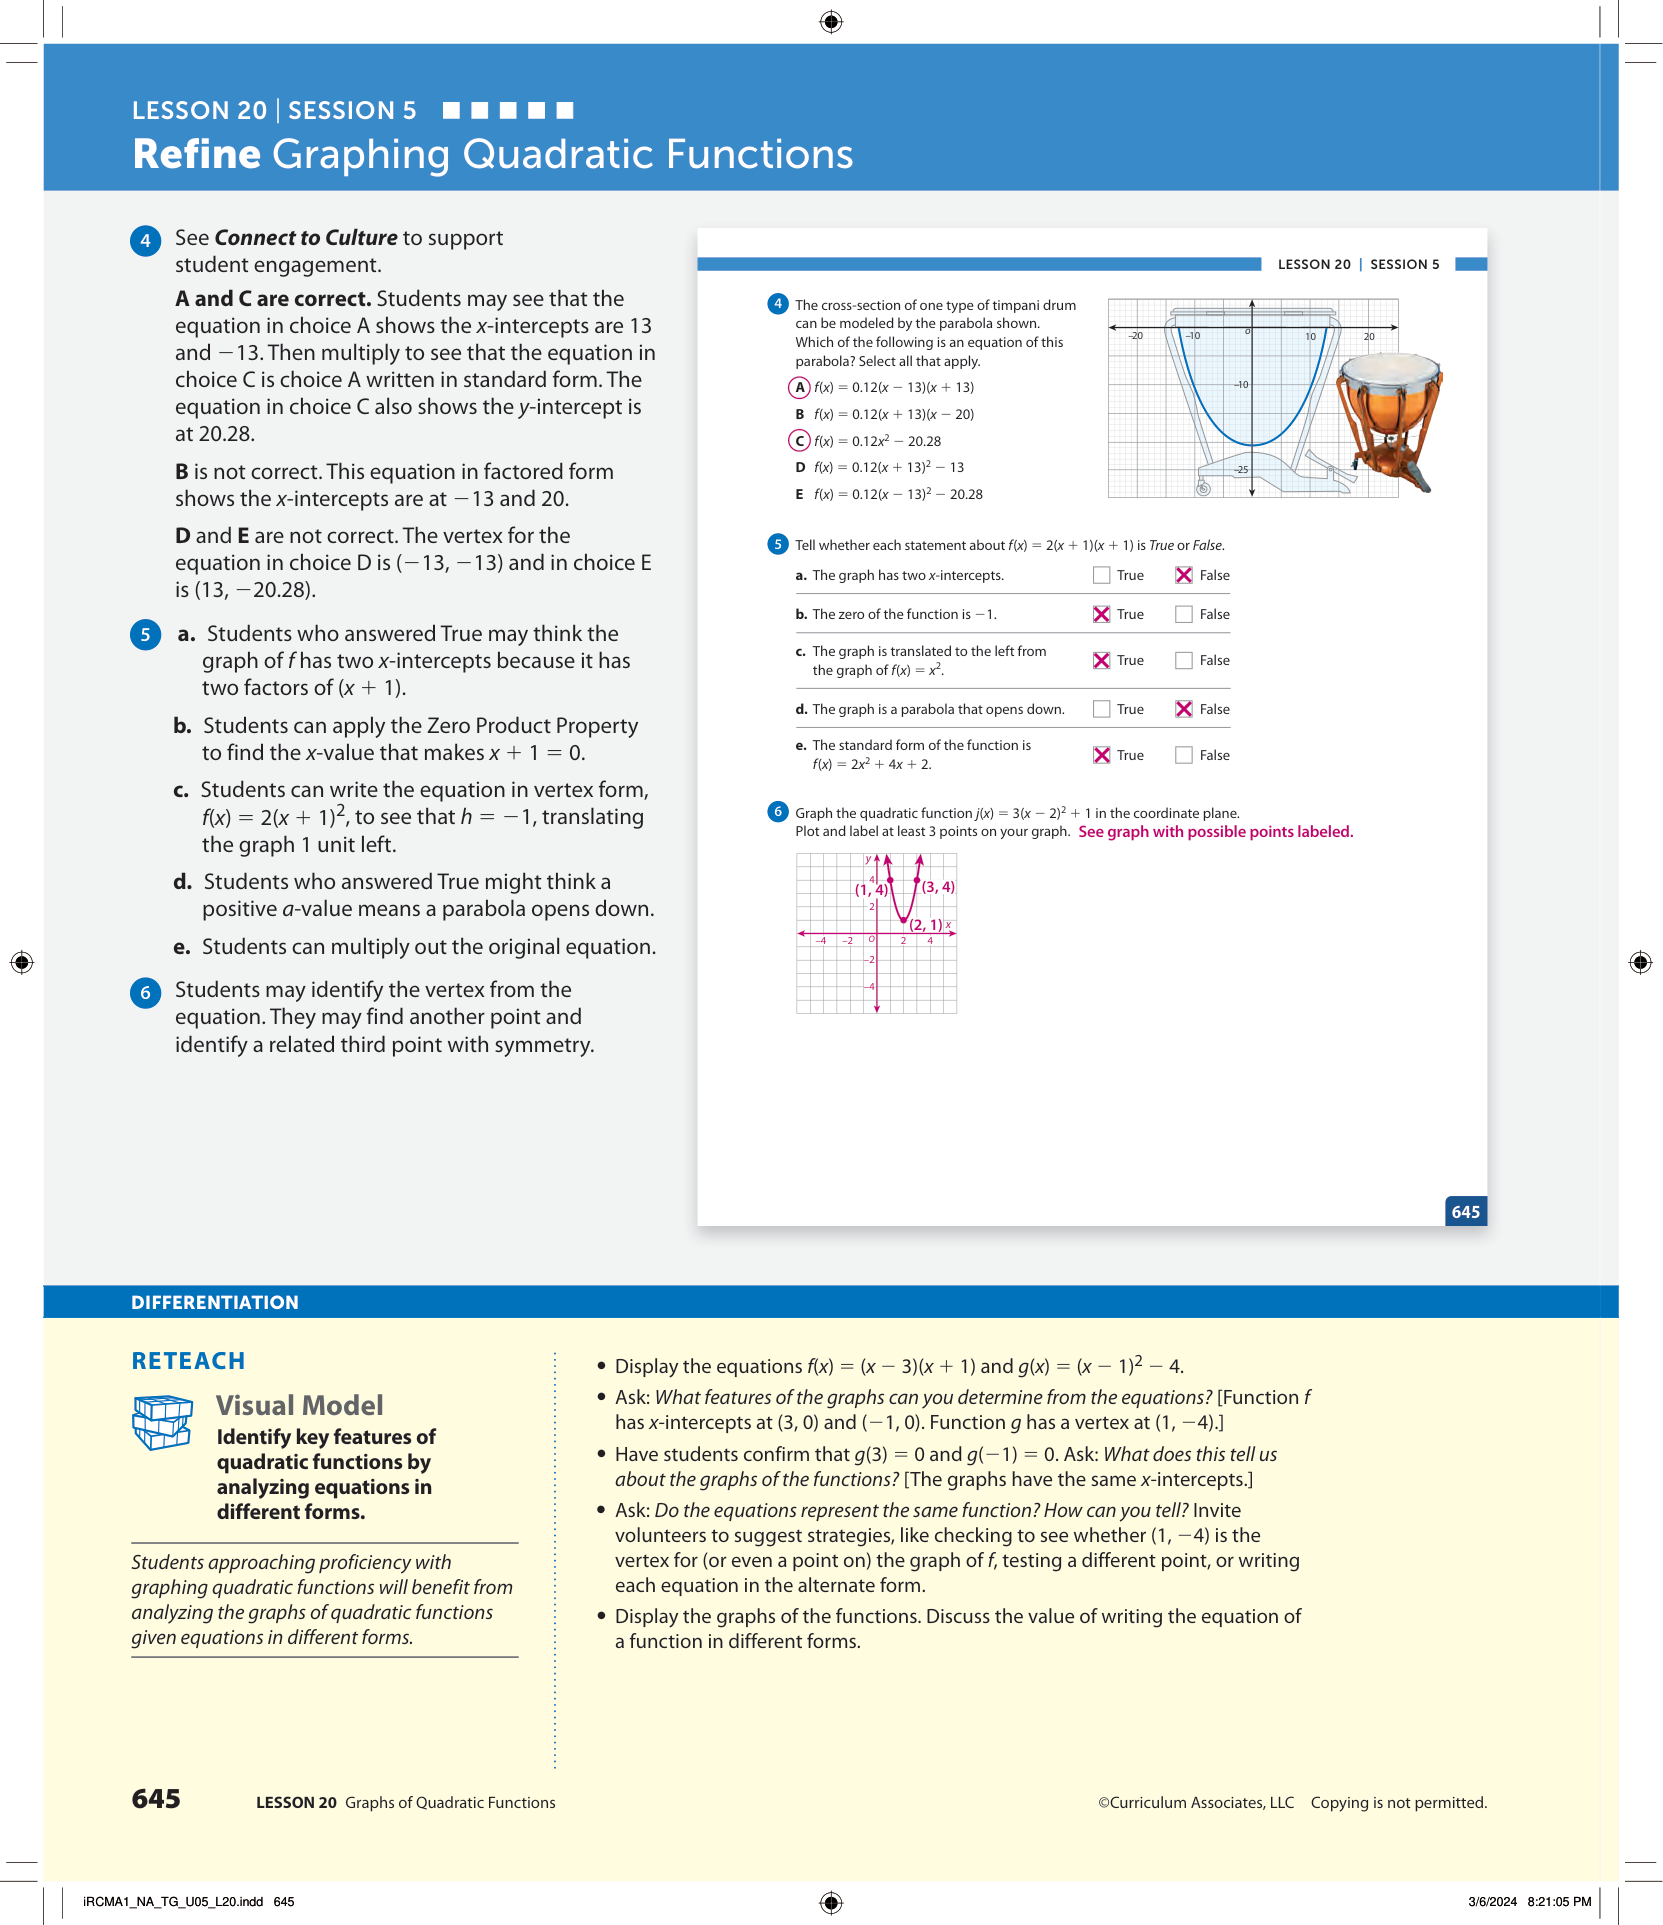 LESSON 20 | SESSION 5
Refine Graphing Quadratic Functions
4 See Connect to Culture to support
student engagement.
A and C are correct. Students may see that the
equation in choice A shows the x-intercepts are 13
and −13. Then multiply to see that the equation in
choice C is choice A written in standard form. The
equation in choice C also shows the y-intercept is
at 20.28.
B is not correct. This equation in factored form
shows the x-intercepts are at −13 and 20.
D and E are not correct. The vertex for the
equation in choice D is (−13, −13) and in choice E
is (13, −20.28).
5 a. Students who answered True may think the
graph of f has two x-intercepts because it has
two factors of (x + 1).
b. Students can apply the Zero Product Property
to find the x-value that makes x + 1 = 0.
c. Students can write the equation in vertex form,
f(x) = 2(x + 1)², to see that h = −1, translating
the graph 1 unit left.
d. Students who answered True might think a
positive a-value means a parabola opens down.
e. Students can multiply out the original equation.
6 Students may identify the vertex from the
equation. They may find another point and
identify a related third point with symmetry.
LESSON 20 | SESSION 5
4 The cross-section of one type of timpani drum
can be modeled by the parabola shown.
Which of the following is an equation of this
parabola? Select all that apply.
A f(x) = 0.12(x − 13)(x + 13)
B f(x) = 0.12(x + 13)(x − 20)
C f(x) = 0.12x² − 20.28
D f(x) = 0.12(x + 13)² − 13
E f(x) = 0.12(x − 13)² − 20.28
−20 −10 O 10 20
−10
−25
5 Tell whether each statement about f(x) = 2(x + 1)(x + 1) is True or False.
a. The graph has two x-intercepts. True False
b. The zero of the function is −1. True False
c. The graph is translated to the left from
the graph of f(x) = x². True False
d. The graph is a parabola that opens down. True False
e. The standard form of the function is
f(x) = 2x² + 4x + 2. True False
6 Graph the quadratic function j(x) = 3(x − 2)² + 1 in the coordinate plane.
Plot and label at least 3 points on your graph. See graph with possible points labeled.
y
4
(1, 4) (3, 4)
2
(2, 1) x
−4 −2 O 2 4
−2
−4
645
DIFFERENTIATION
RETEACH
Visual Model
Identify key features of
quadratic functions by
analyzing equations in
different forms.
Students approaching proficiency with
graphing quadratic functions will benefit from
analyzing the graphs of quadratic functions
given equations in different forms.
• Display the equations f(x) = (x − 3)(x + 1) and g(x) = (x − 1)² − 4.
• Ask: What features of the graphs can you determine from the equations? [Function f
has x-intercepts at (3, 0) and (−1, 0). Function g has a vertex at (1, −4).]
• Have students confirm that g(3) = 0 and g(−1) = 0. Ask: What does this tell us
about the graphs of the functions? [The graphs have the same x-intercepts.]
• Ask: Do the equations represent the same function? How can you tell? Invite
volunteers to suggest strategies, like checking to see whether (1, −4) is the
vertex for (or even a point on) the graph of f, testing a different point, or writing
each equation in the alternate form.
• Display the graphs of the functions. Discuss the value of writing the equation of
a function in different forms.
645 LESSON 20 Graphs of Quadratic Functions
©Curriculum Associates, LLC Copying is not permitted.
iRCMA1_NA_TG_U05_L20.indd 645
3/6/2024 8:21:05 PM